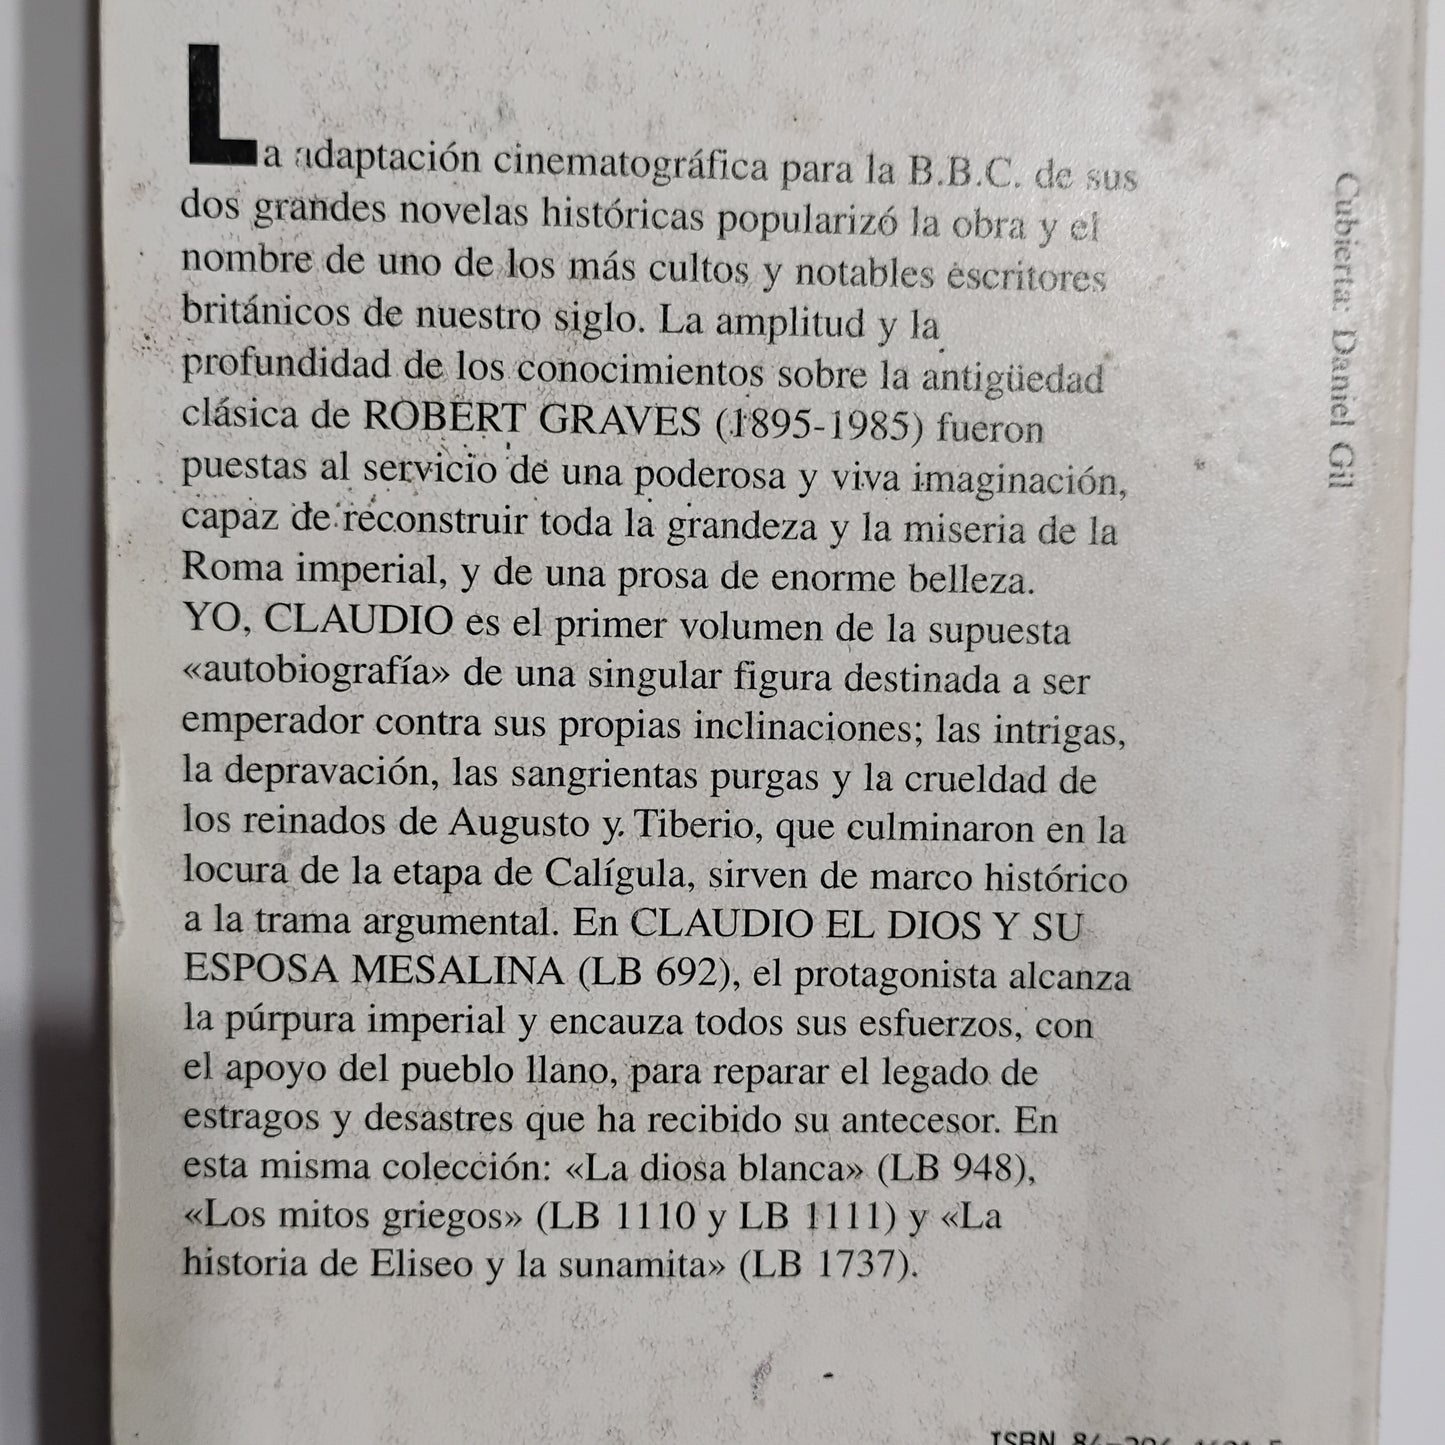 La adaptación cinematográfica para la B.B.C. de sus
dos grandes novelas históricas popularizó la obra y el
nombre de uno de los más cultos y notables escritores
británicos de nuestro siglo. La amplitud y la
profundidad de los conocimientos sobre la antigüedad
clásica de ROBERT GRAVES (1895-1985) fueron
puestas al servicio de una poderosa y viva imaginación,
capaz de reconstruir toda la grandeza y la miseria de la
Roma imperial, y de una prosa de enorme belleza.
YO, CLAUDIO es el primer volumen de la supuesta
«autobiografía» de una singular figura destinada a ser
emperador contra sus propias inclinaciones; las intrigas,
la depravación, las sangrientas purgas y la crueldad de
los reinados de Augusto y Tiberio, que culminaron en la
locura de la etapa de Calígula, sirven de marco histórico
a la trama argumental. En CLAUDIO EL DIOS Y SU
ESPOSA MESALINA (LB 692), el protagonista alcanza
la púrpura imperial y encauza todos sus esfuerzos, con
el apoyo del pueblo llano, para reparar el legado de
estragos y desastres que ha recibido su antecesor. En
esta misma colección: «La diosa blanca» (LB 948),
«Los mitos griegos» (LB 1110 y LB 1111) y «La
historia de Eliseo y la sunamita» (LB 1737).
Cubierta: Daniel Gil
ISBN